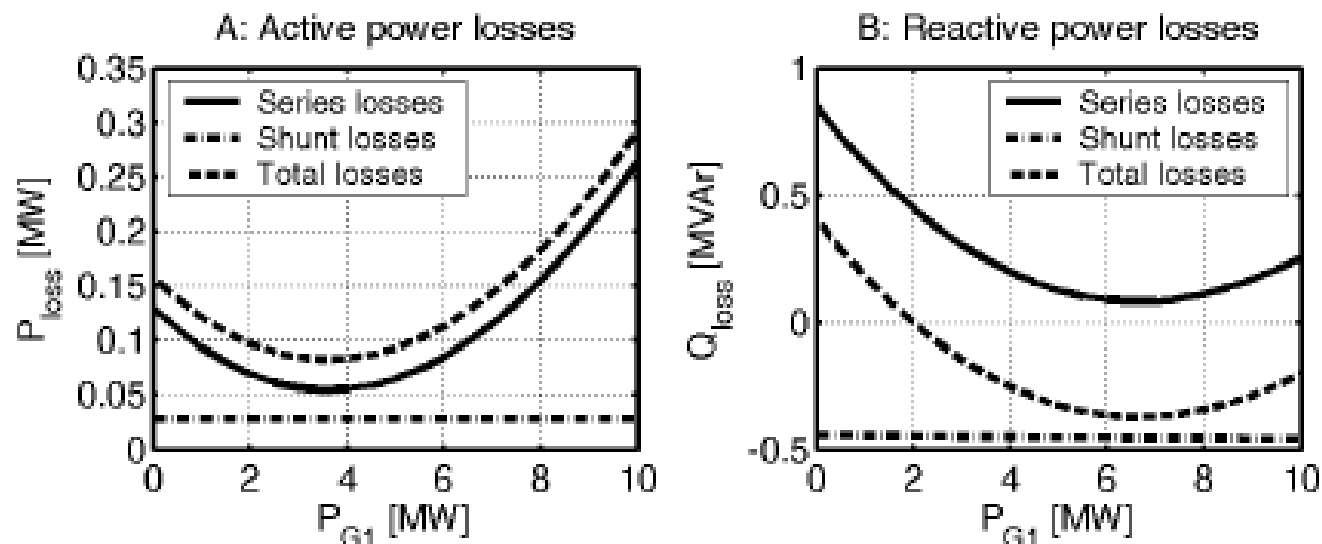 A: Active power losses
0.35
0.3
0.25
0.2
0.15
0.1
0.05
0
P_loss [MW]
Series losses
Shunt losses
Total losses
0 2 4 6 8 10
P_G1 [MW]
B: Reactive power losses
1
0.5
0
-0.5
Q_loss [MVAr]
Series losses
Shunt losses
Total losses
0 2 4 6 8 10
P_G1 [MW]